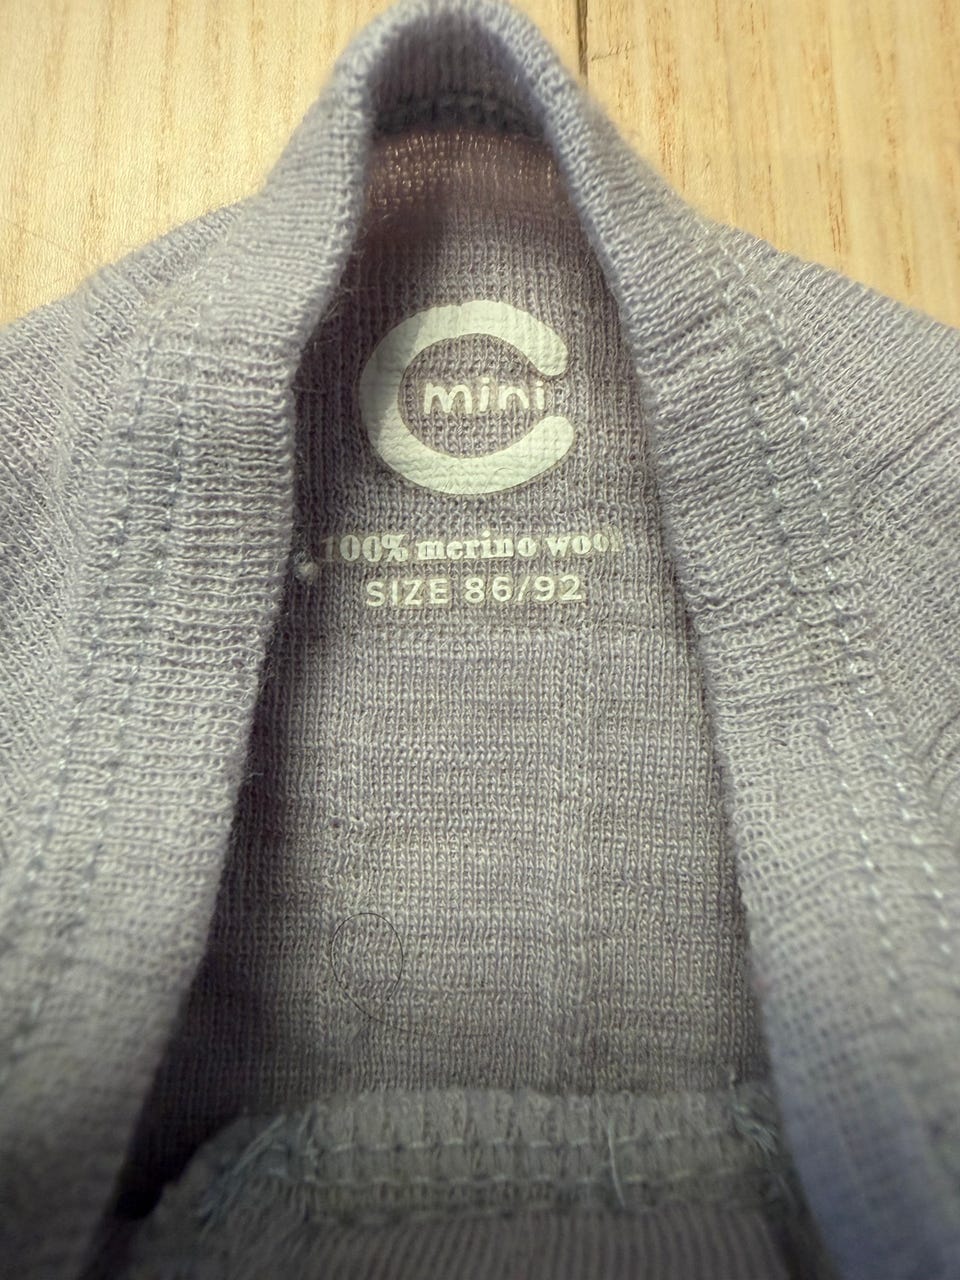 mini
100% merino wool
SIZE 86/92